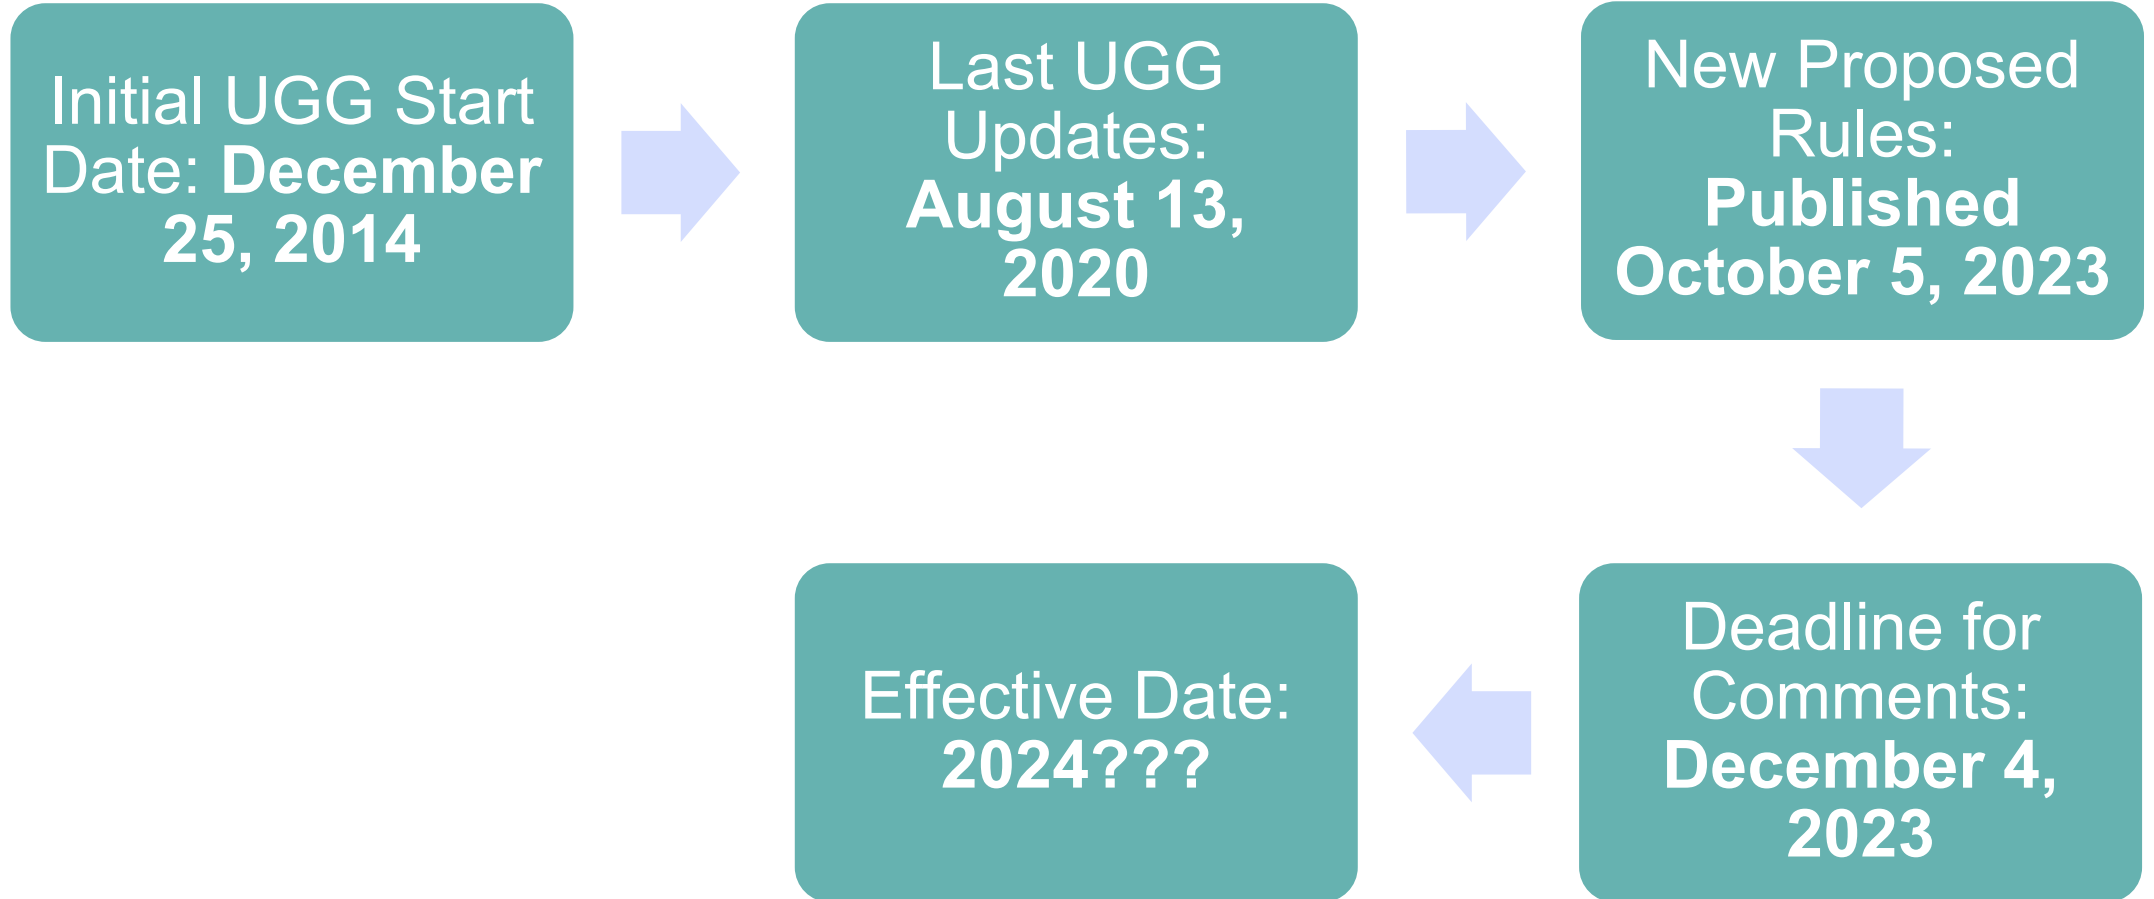 Initial UGG Start
Date: December
25, 2014
Last UGG
Updates:
August 13,
2020
New Proposed
Rules:
Published
October 5, 2023
Deadline for
Comments:
December 4,
2023
Effective Date:
2024???